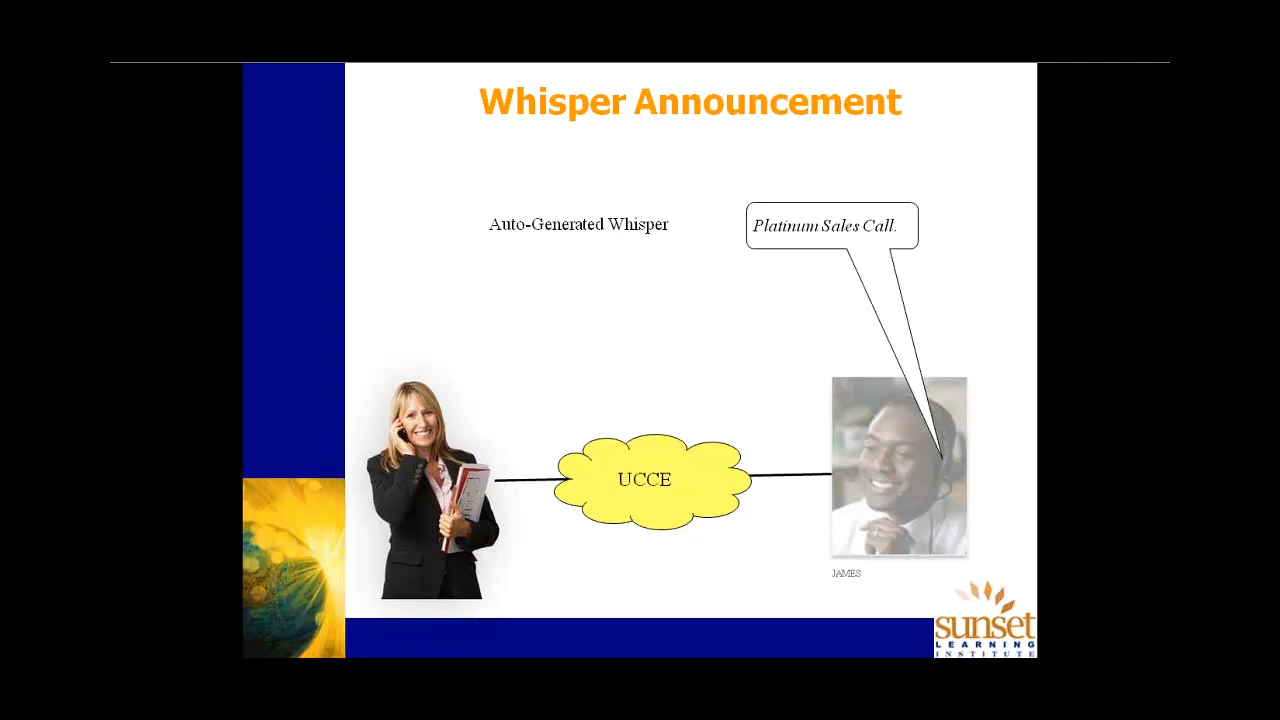 Whisper Announcement
Auto-Generated Whisper
Platinum Sales Call.
UCCE
JAMES
sunset
LEARNING
INSTITUTE